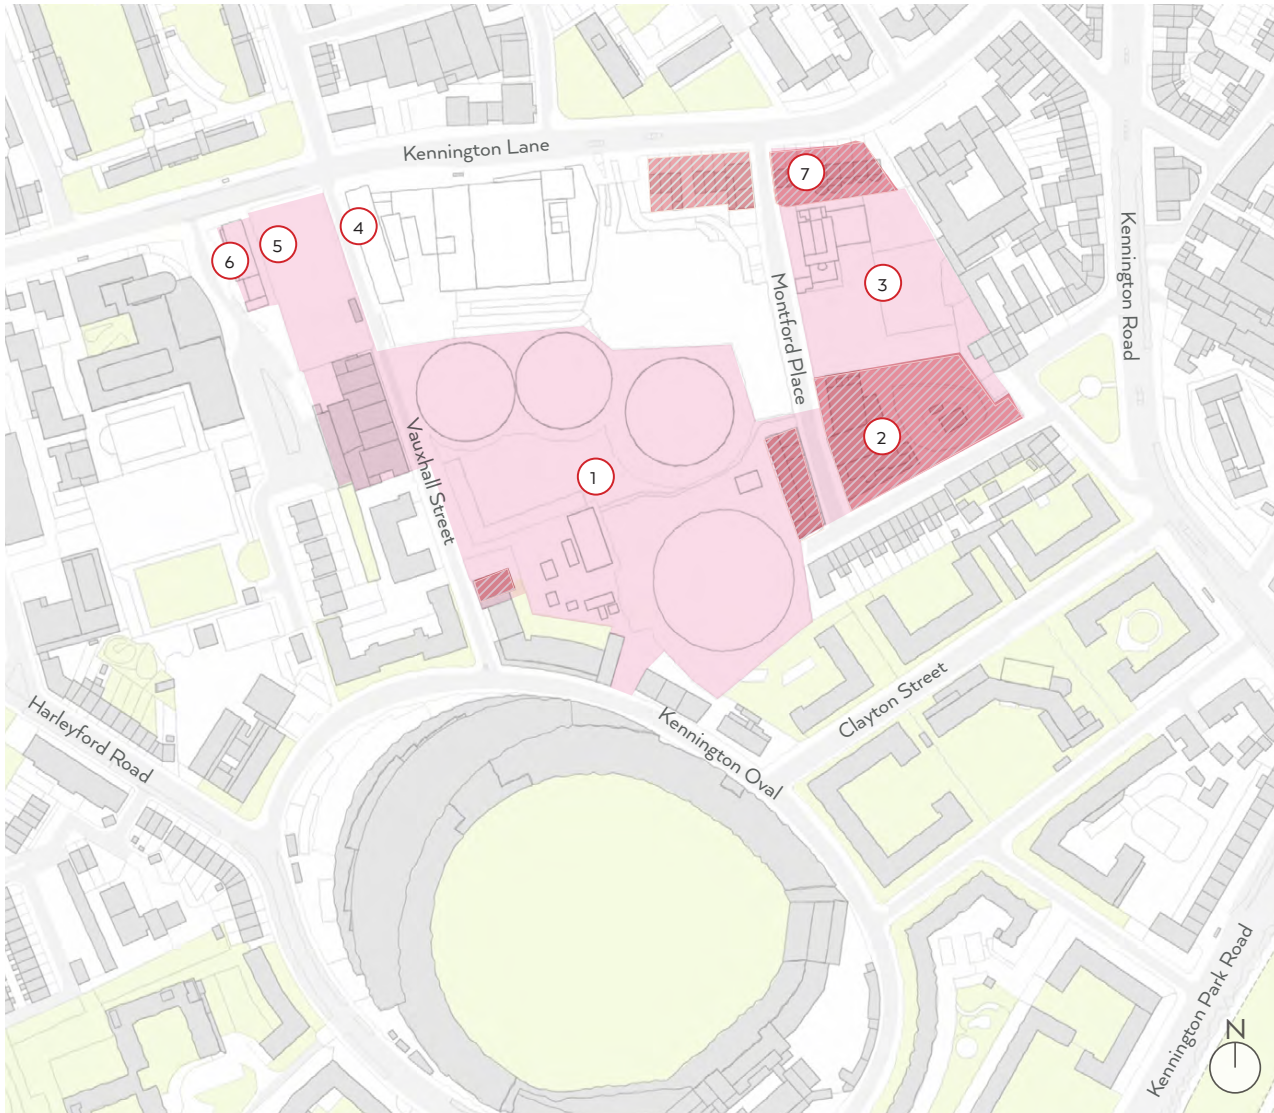 Kennington Lane
7
4
5
6
3
Kennington Road
Montford Place
2
Vauxhall Street
1
Clayton Street
Harleyford Road
Kennington Oval
Kennington Park Road
N